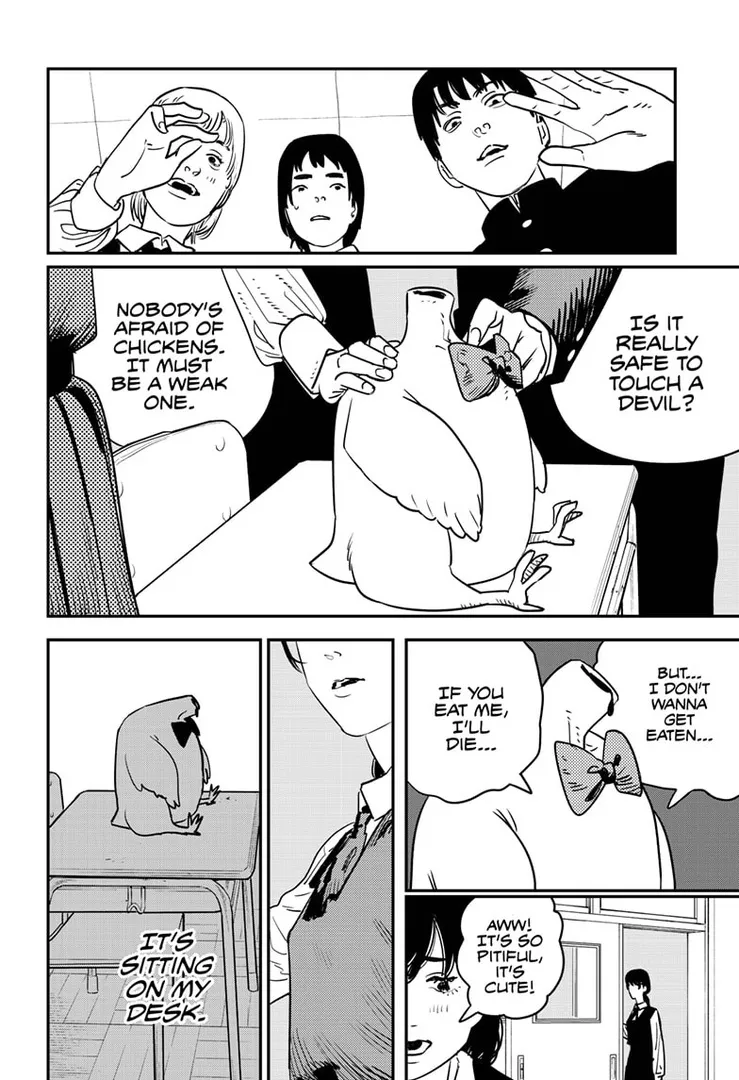 IS IT
REALLY
SAFE TO
TOUCH A
DEVIL?
NOBODY'S
AFRAID OF
CHICKENS.
IT MUST
BE A WEAK
ONE.
BUT...
I DON'T
WANNA
GET
EATEN...
IF YOU
EAT ME,
I'LL
DIE...
AWW!
IT'S SO
PITIFUL,
IT'S
CUTE!
IT'S
SITTING
ON MY
DESK.